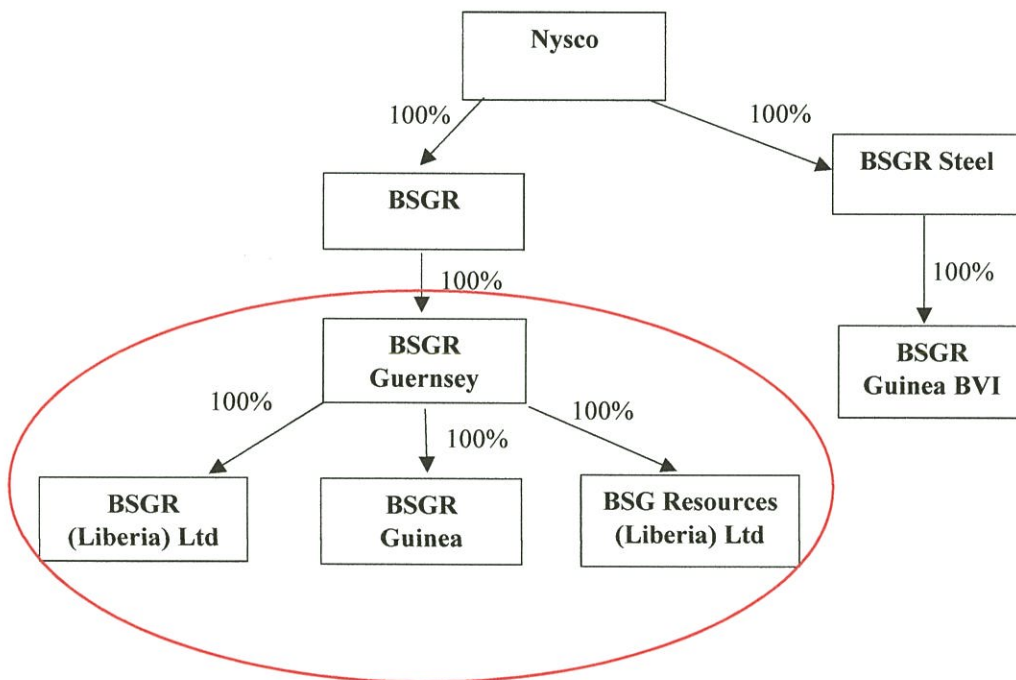 Nysco
100%
100%
BSGR
BSGR Steel
100%
100%
BSGR
Guernsey
BSGR
Guinea BVI
100%
100%
100%
BSGR
(Liberia) Ltd
BSGR
Guinea
BSG Resources
(Liberia) Ltd